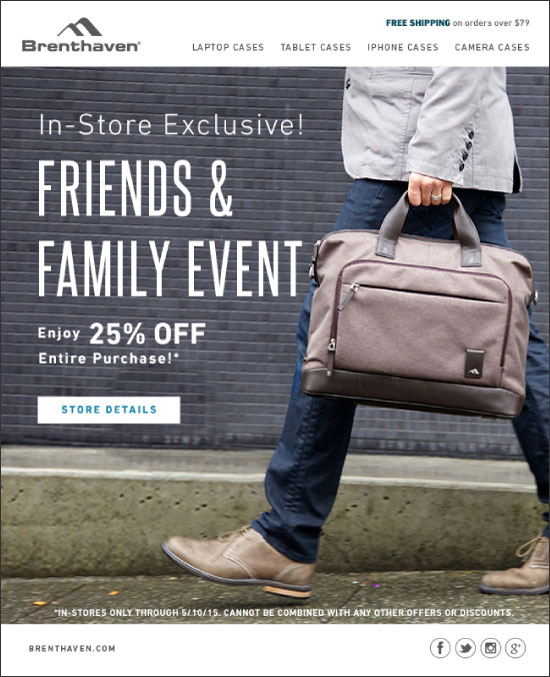 FREE SHIPPING on orders over $79
Brenthaven®
LAPTOP CASES TABLET CASES IPHONE CASES CAMERA CASES
In-Store Exclusive!
FRIENDS &
FAMILY EVENT
Enjoy 25% OFF
Entire Purchase!*
STORE DETAILS
*IN-STORES ONLY THROUGH 5/10/15. CANNOT BE COMBINED WITH ANY OTHER OFFERS OR DISCOUNTS.
BRENTHAVEN.COM
f g+